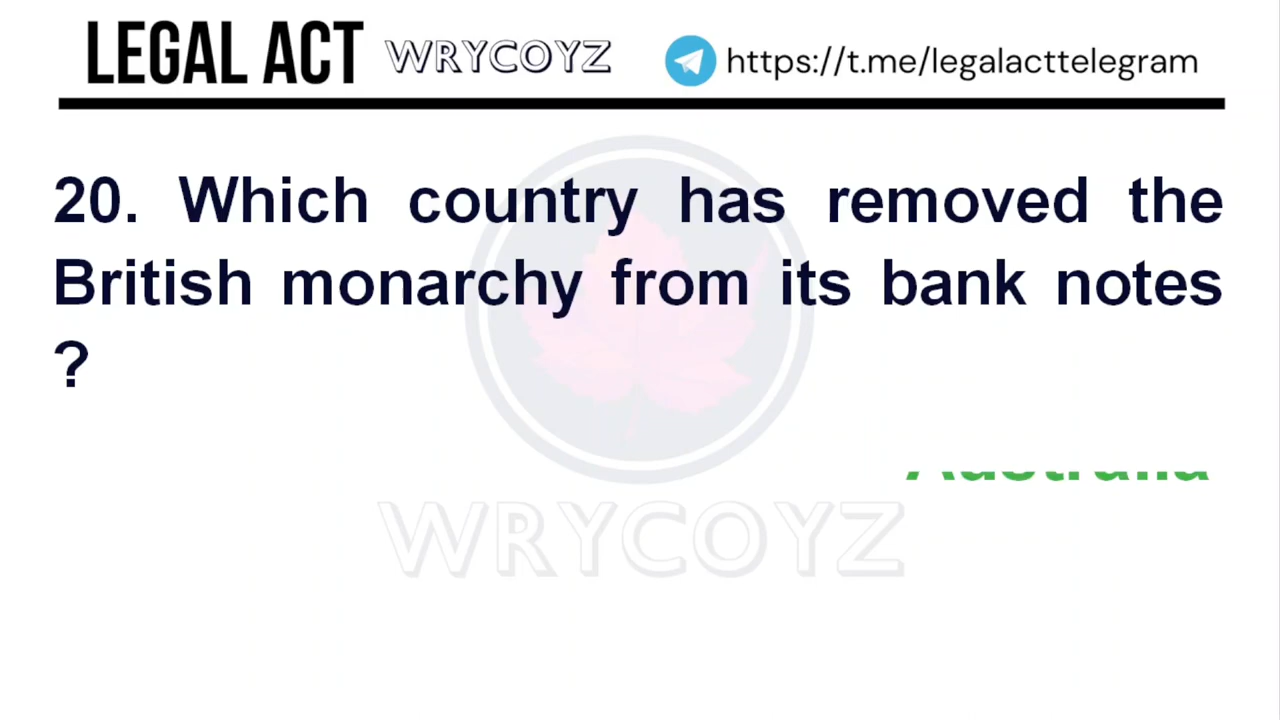 LEGAL ACT WRYCOYZ https://t.me/legalacttelegram
20. Which country has removed the
British monarchy from its bank notes
?
Australia
WRYCOYZ